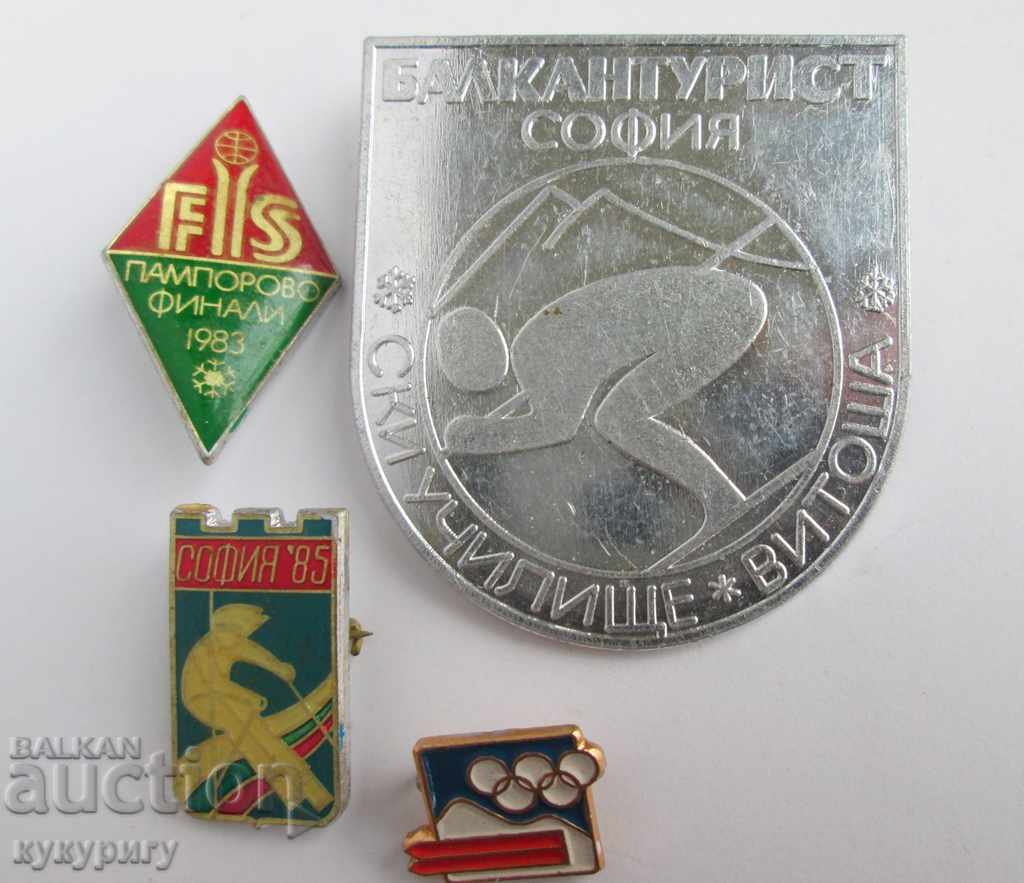 БАЛКАНТУРИСТ
СОФИЯ
* СКИ УЧИЛИЩЕ * ВИТОША *
FIS
ПАМПОРОВО
ФИНАЛИ
1983
СОФИЯ '85
BALKAN
auction
кукуригу